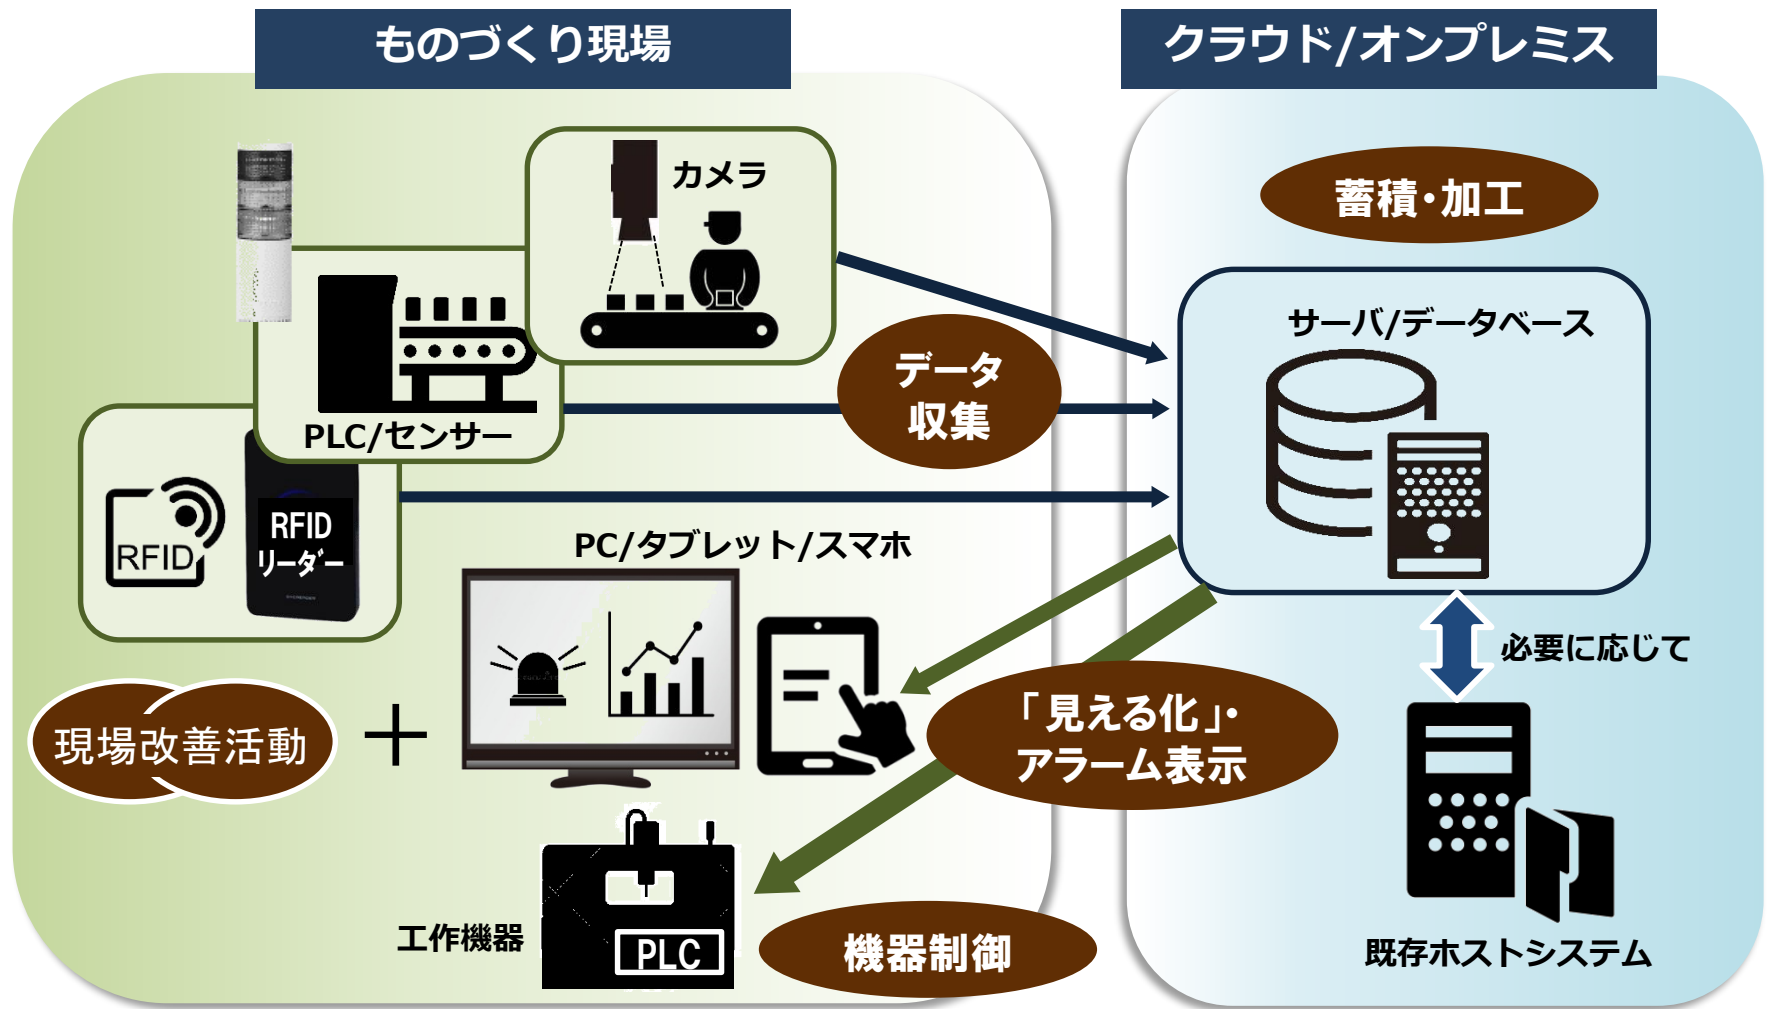 ものづくり現場
クラウド/オンプレミス
カメラ
蓄積・加工
サーバ/データベース
データ
収集
PLC/センサー
RFID
RFID
リーダー
PC/タブレット/スマホ
必要に応じて
「見える化」・
アラーム表示
現場改善活動
＋
工作機器
PLC
機器制御
既存ホストシステム